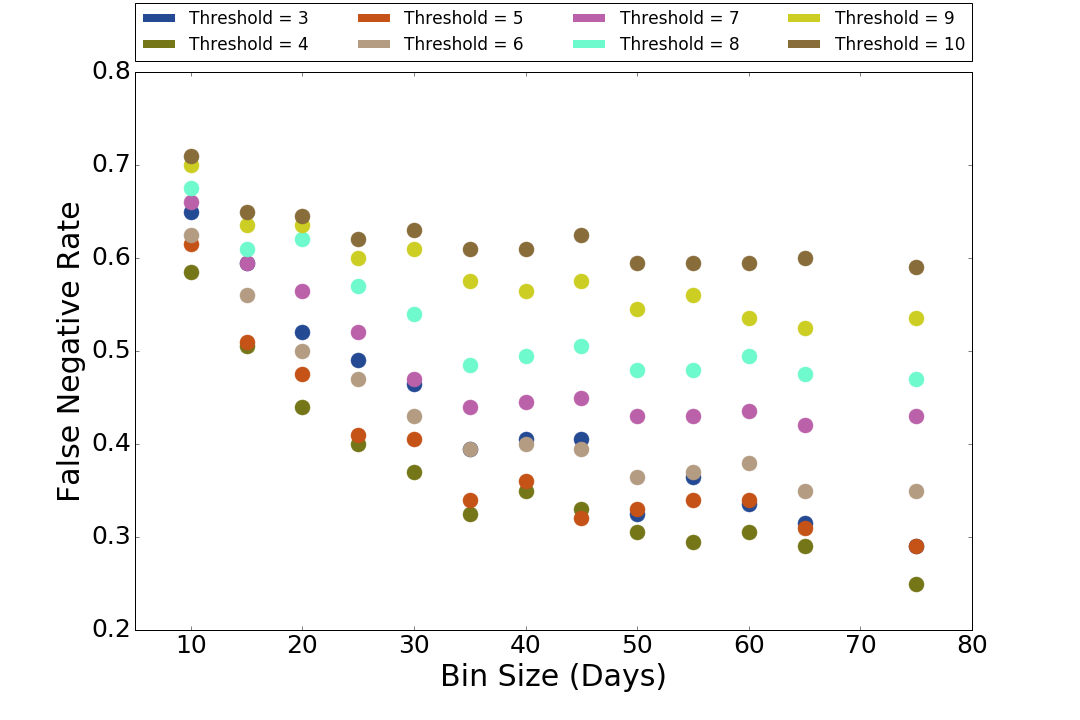 Threshold = 3 Threshold = 5 Threshold = 7 Threshold = 9
Threshold = 4 Threshold = 6 Threshold = 8 Threshold = 10
0.8
0.7
0.6
0.5
0.4
0.3
0.2
False Negative Rate
10 20 30 40 50 60 70 80
Bin Size (Days)